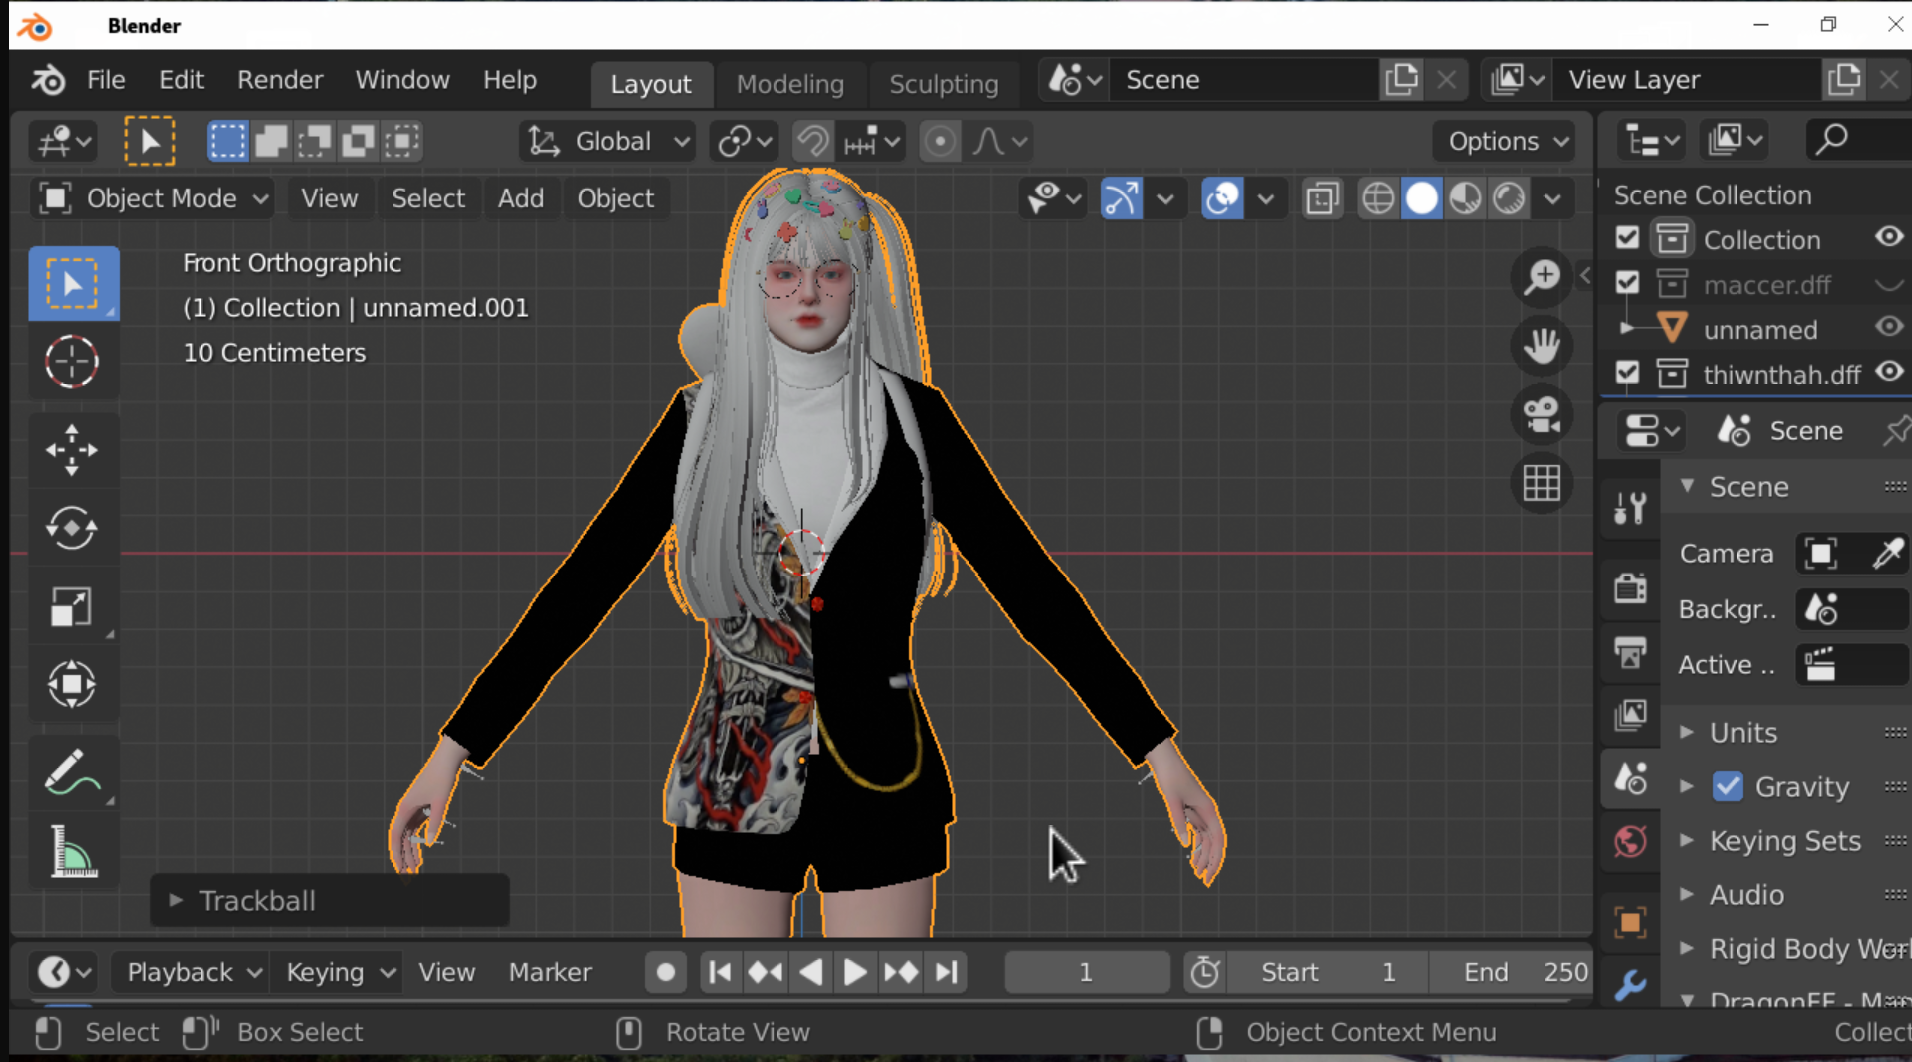 Blender
File Edit Render Window Help Layout Modeling Sculpting Scene View Layer
Global Options
Object Mode View Select Add Object
Front Orthographic
(1) Collection | unnamed.001
10 Centimeters
Trackball
Scene Collection
Collection
maccer.dff
unnamed
thiwnthah.dff
Scene
Scene
Camera
Backgr..
Active ..
Units
Gravity
Keying Sets
Audio
Rigid Body Worl
DragonFF - Map
Playback Keying View Marker 1 Start 1 End 250
Select Box Select Rotate View Object Context Menu Collect